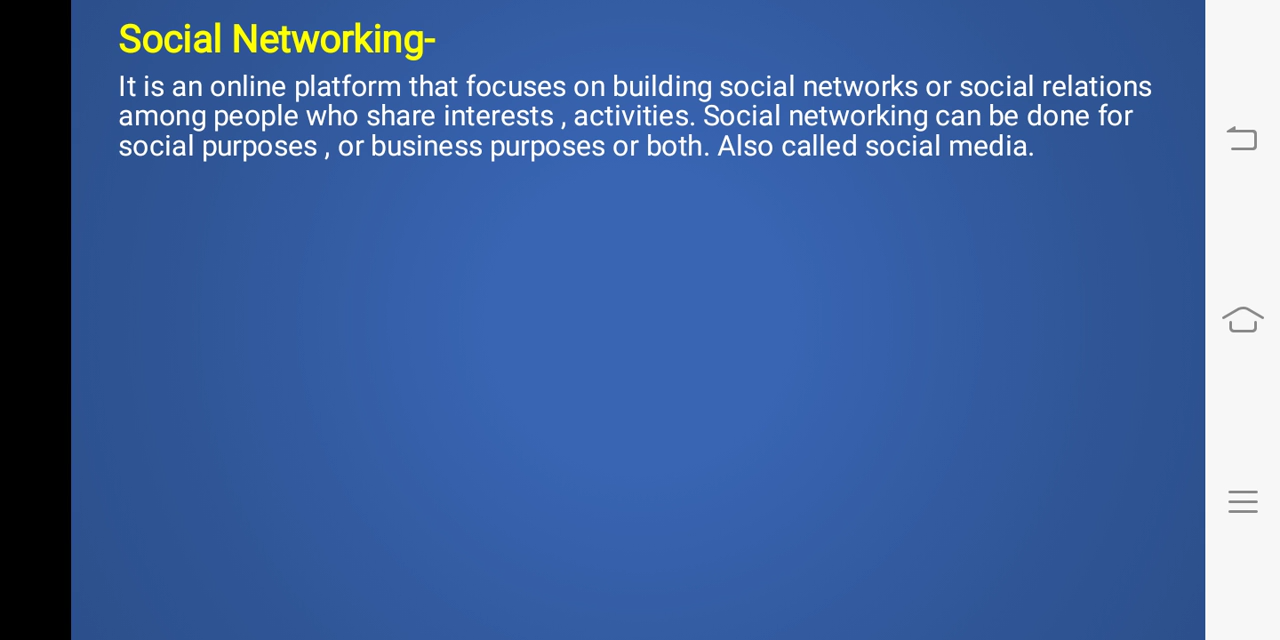 Social Networking-
It is an online platform that focuses on building social networks or social relations
among people who share interests , activities. Social networking can be done for
social purposes , or business purposes or both. Also called social media.